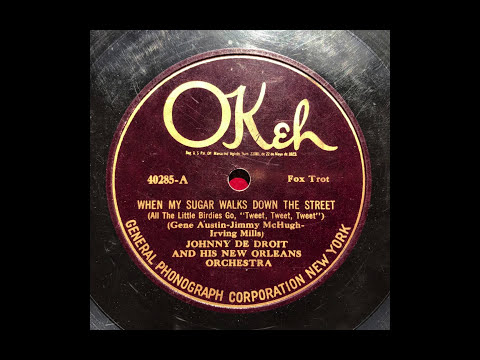 OKeh
40285-A
Fox Trot
WHEN MY SUGAR WALKS DOWN THE STREET
(All The Little Birdies Go, "Tweet, Tweet, Tweet")
(Gene Austin-Jimmy McHugh-
Irving Mills)
JOHNNY DE DROIT
AND HIS NEW ORLEANS
ORCHESTRA
GENERAL PHONOGRAPH CORPORATION NEW YORK